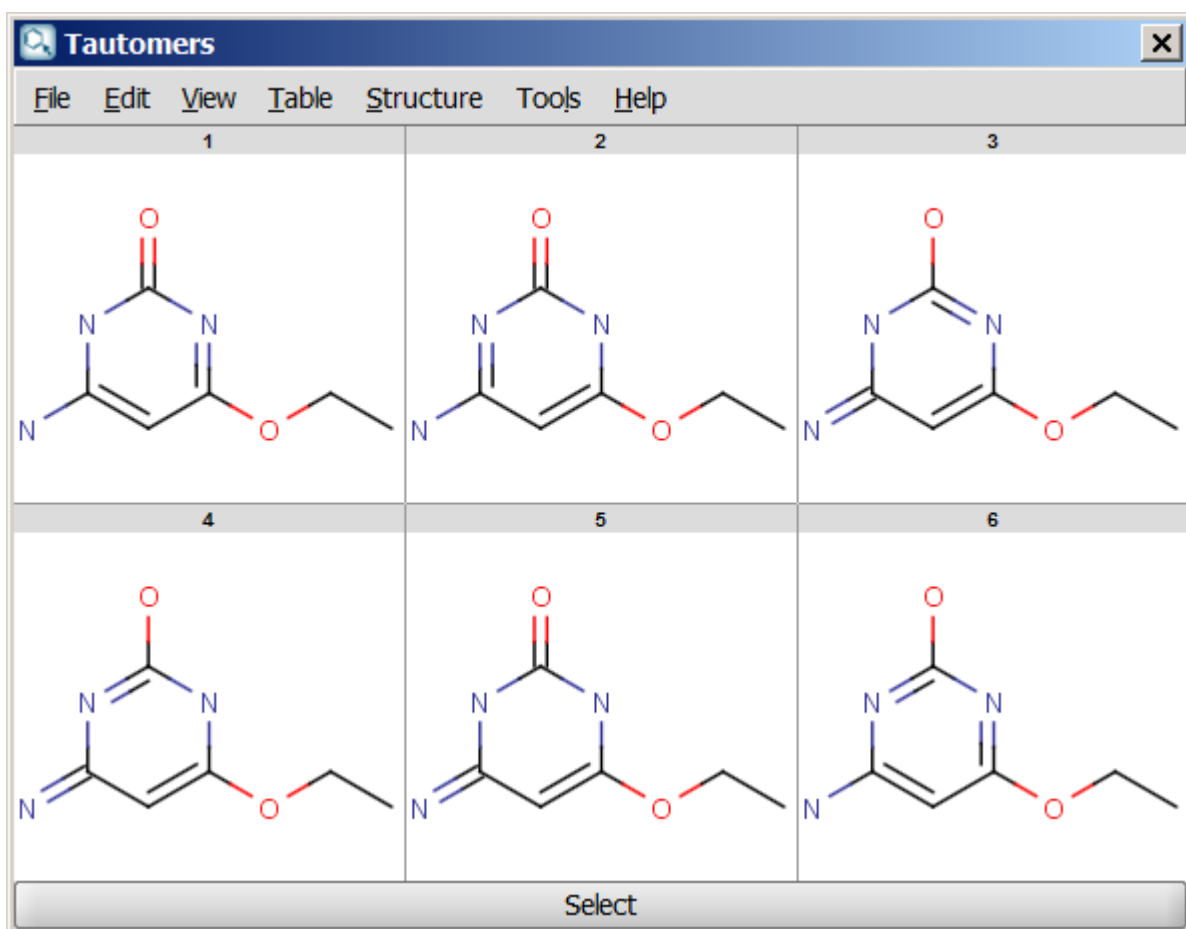 Tautomers
File Edit View Table Structure Tools Help
1 2 3
O O O
N N N N N N
N O N O N O
4 5 6
O O O
N N N N N N
N O N O N O
Select